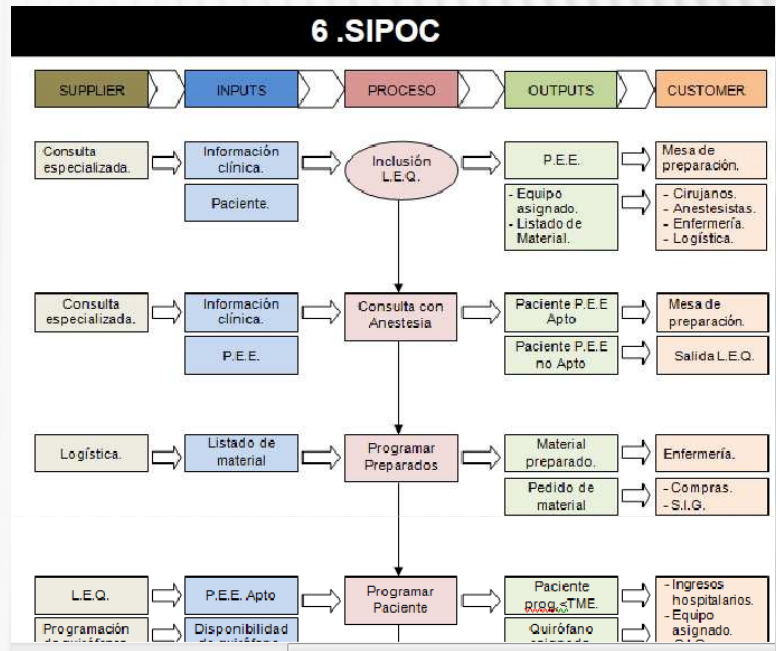 6 .SIPOC
SUPPLIER
INPUTS
PROCESO
OUTPUTS
CUSTOMER
Consulta
especializada.
Información
clínica.
Paciente.
Inclusión
L.E.Q.
P.E.E.
- Equipo
asignado.
- Listado de
Material.
Mesa de
preparación.
- Cirujanos.
- Anestesistas.
- Enfermería.
- Logística.
Consulta
especializada.
Información
clínica.
P.E.E.
Consulta con
Anestesia
Paciente P.E.E
Apto
Paciente P.E.E
no Apto
Mesa de
preparación.
Salida L.E.Q.
Logística.
Listado de
material
Programar
Preparados
Material
preparado.
Pedido de
material
Enfermería.
- Compras.
- S.I.G.
L.E.Q.
Programación
P.E.E. Apto
Disponibilidad
Programar
Paciente
Paciente
prog.<TME.
Quirófano
- Ingresos
hospitalarios.
- Equipo
asignado.